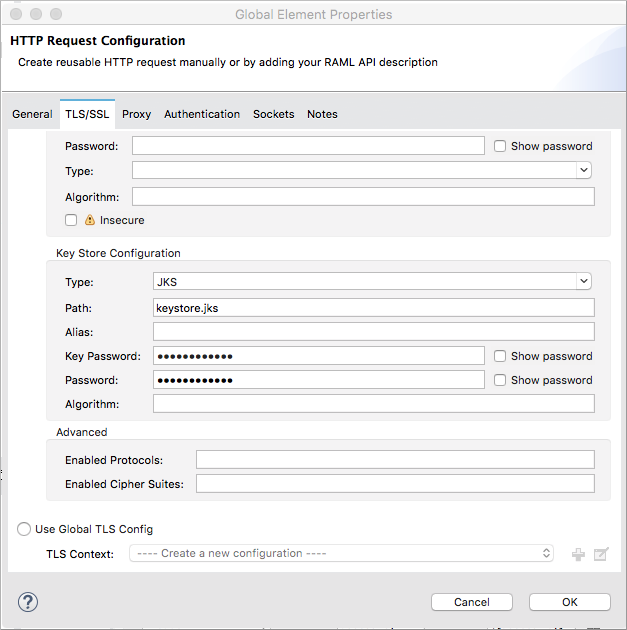 Global Element Properties
HTTP Request Configuration
Create reusable HTTP request manually or by adding your RAML API description
General TLS/SSL Proxy Authentication Sockets Notes
Password: Show password
Type:
Algorithm:
Insecure
Key Store Configuration
Type: JKS
Path: keystore.jks
Alias:
Key Password: •••••••••••• Show password
Password: •••••••••••• Show password
Algorithm:
Advanced
Enabled Protocols:
Enabled Cipher Suites:
Use Global TLS Config
TLS Context: ---- Create a new configuration ----
? Cancel OK